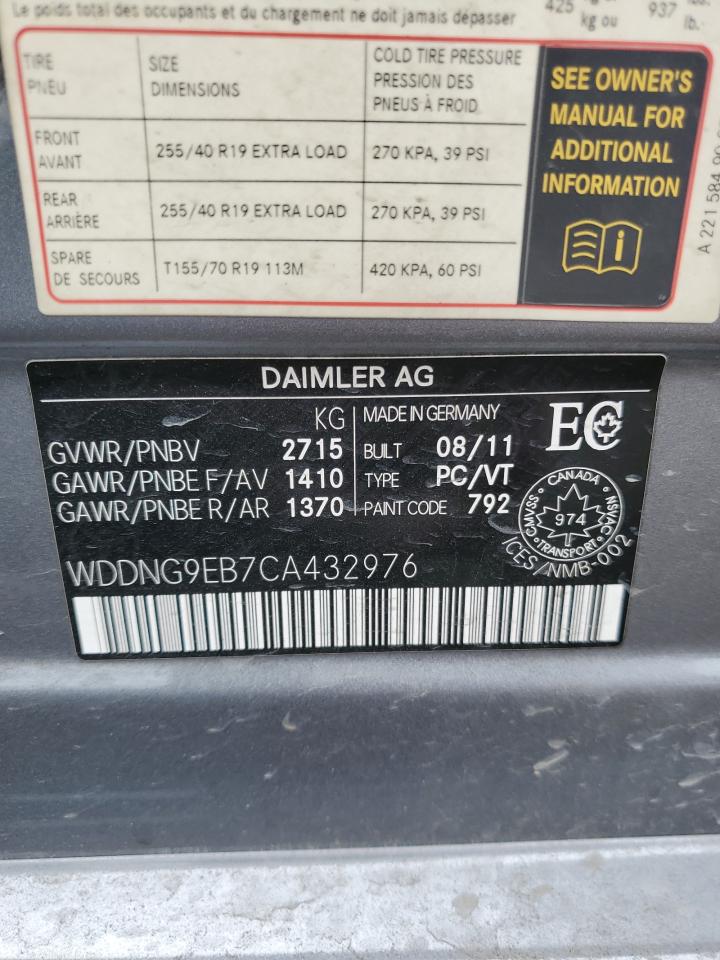 Le poids total des occupants et du chargement ne doit jamais dépasser
425
kg ou
937
lb.
TIRE
PNEU
SIZE
DIMENSIONS
COLD TIRE PRESSURE
PRESSION DES
PNEUS À FROID
FRONT
AVANT
255/40 R19 EXTRA LOAD
270 KPA, 39 PSI
REAR
ARRIÈRE
255/40 R19 EXTRA LOAD
270 KPA, 39 PSI
SPARE
DE SECOURS
T155/70 R19 113M
420 KPA, 60 PSI
SEE OWNER'S
MANUAL FOR
ADDITIONAL
INFORMATION
i
A 221 584
DAIMLER AG
KG
GVWR/PNBV 2715
GAWR/PNBE F/AV 1410
GAWR/PNBE R/AR 1370
MADE IN GERMANY
BUILT 08/11
TYPE PC/VT
PAINT CODE 792
EC
CANADA
CMVSS
NSVAC
974
TRANSPORT
ICES/NMB-002
WDDNG9EB7CA432976